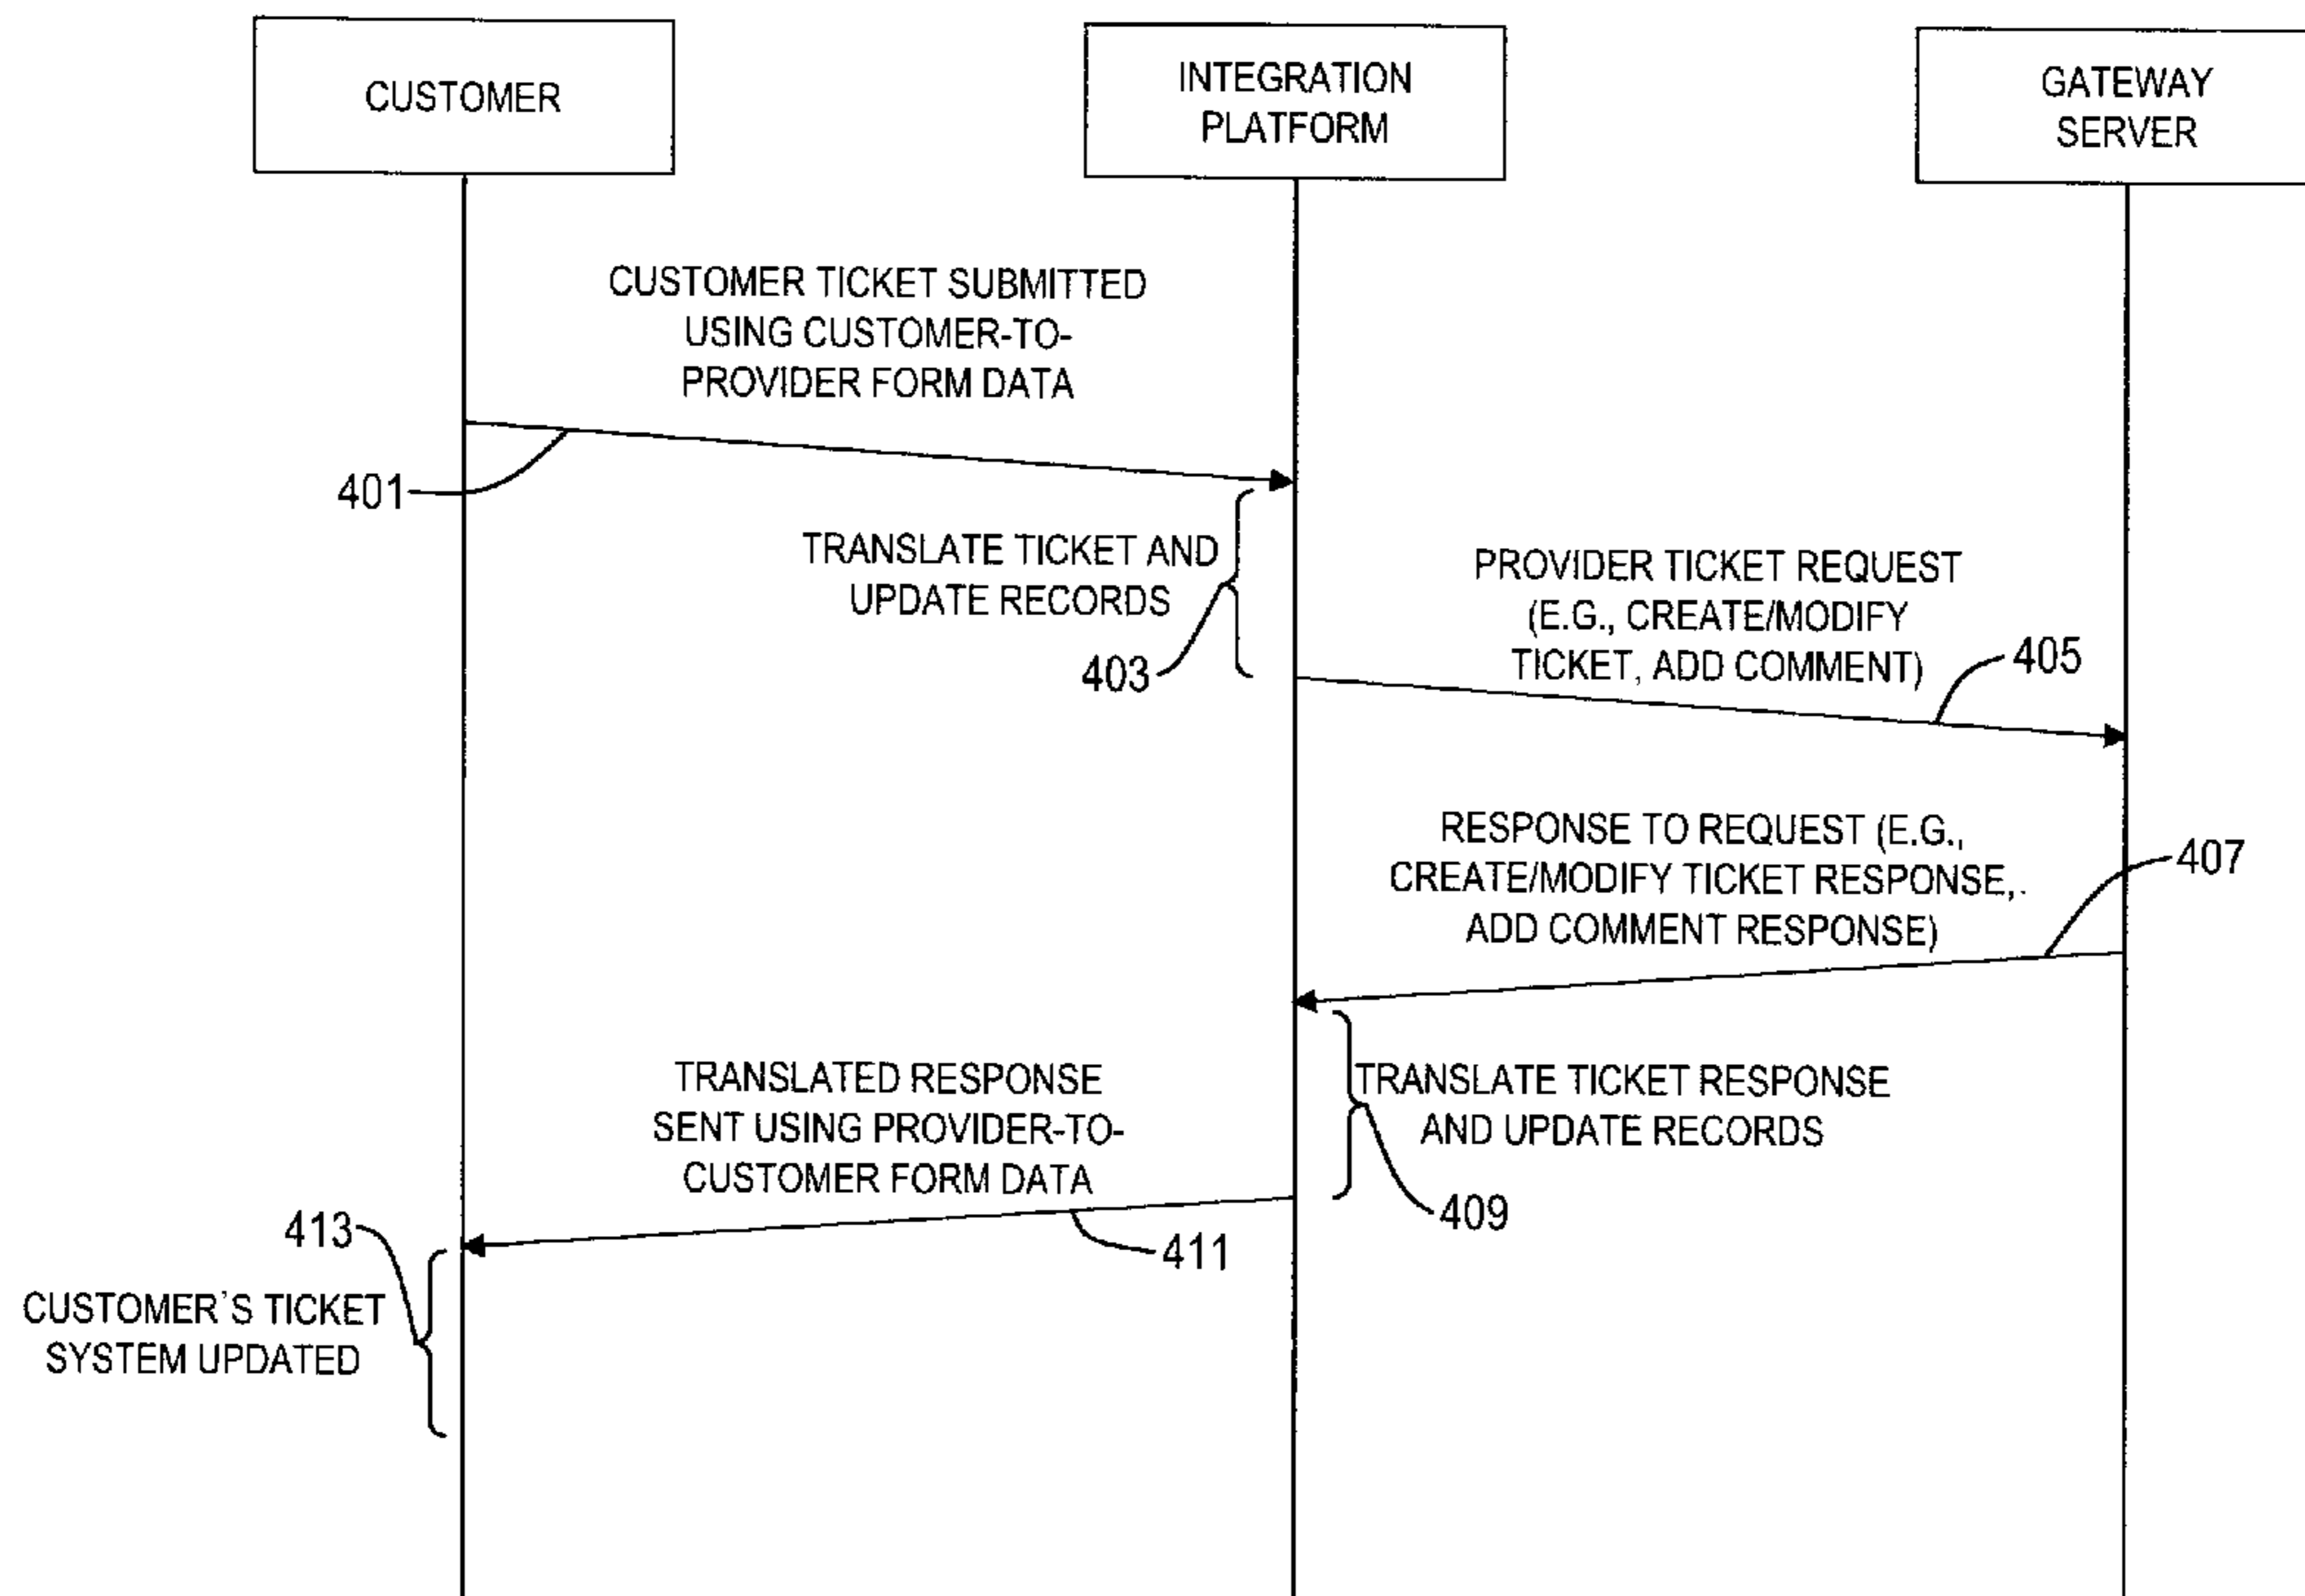 CUSTOMER
INTEGRATION
PLATFORM
GATEWAY
SERVER
CUSTOMER TICKET SUBMITTED
USING CUSTOMER-TO-
PROVIDER FORM DATA
401
TRANSLATE TICKET AND
UPDATE RECORDS
403
PROVIDER TICKET REQUEST
(E.G., CREATE/MODIFY
TICKET, ADD COMMENT)
405
RESPONSE TO REQUEST (E.G.,
CREATE/MODIFY TICKET RESPONSE,
ADD COMMENT RESPONSE)
407
TRANSLATE TICKET RESPONSE
AND UPDATE RECORDS
409
TRANSLATED RESPONSE
SENT USING PROVIDER-TO-
CUSTOMER FORM DATA
411
413
CUSTOMER'S TICKET
SYSTEM UPDATED